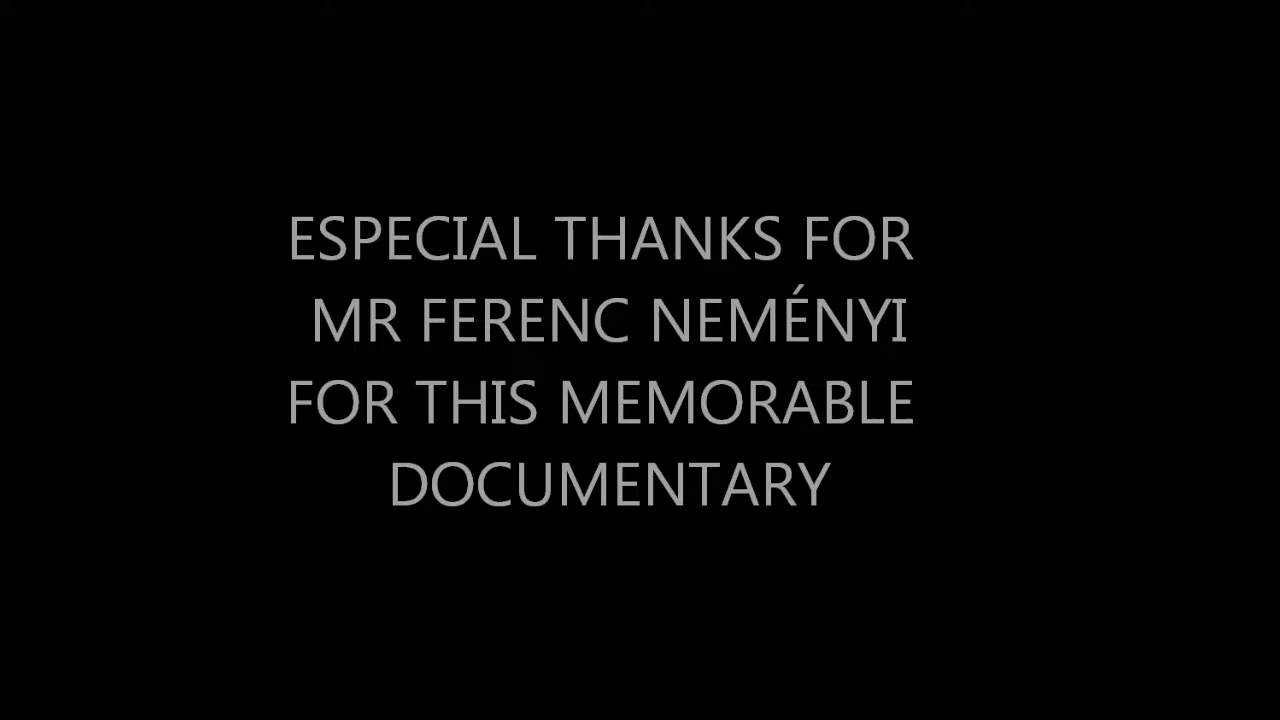 ESPECIAL THANKS FOR
MR FERENC NEMÉNYI
FOR THIS MEMORABLE
DOCUMENTARY